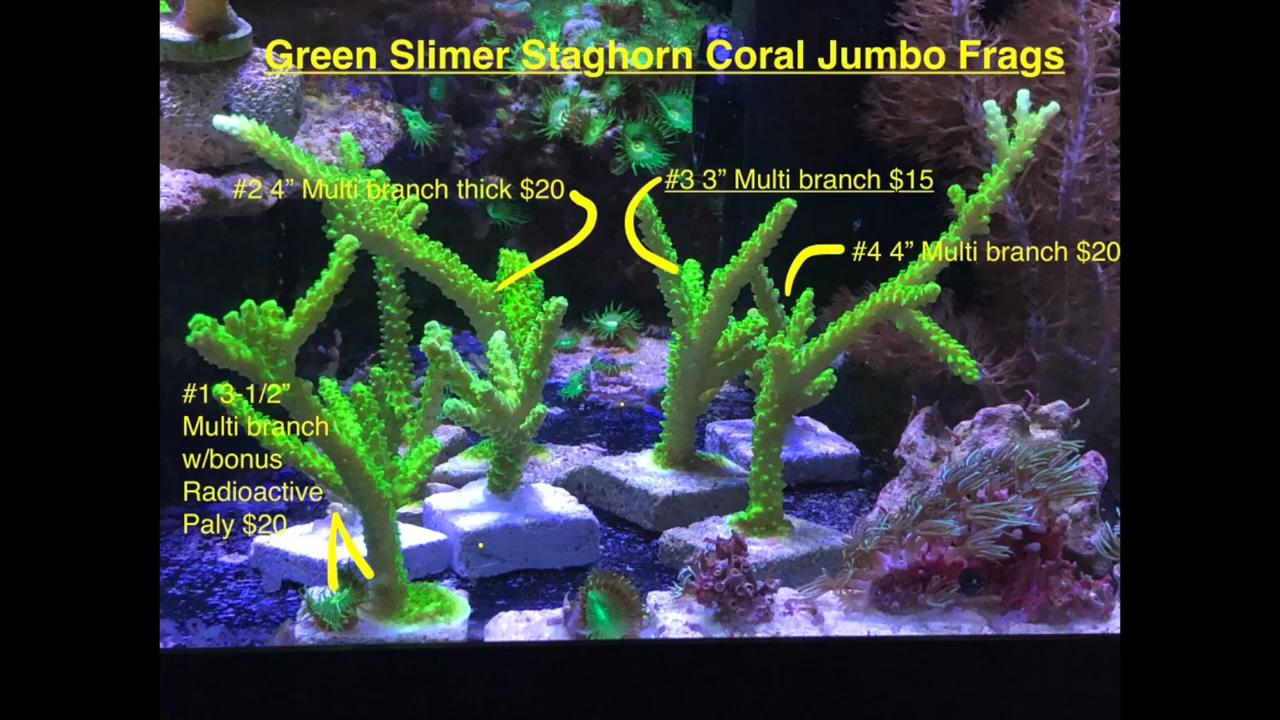 Green Slimer Staghorn Coral Jumbo Frags
#2 4” Multi branch thick $20
#3 3” Multi branch $15
#4 4” Multi branch $20
#1 3-1/2”
Multi branch
w/bonus
Radioactive
Paly $20